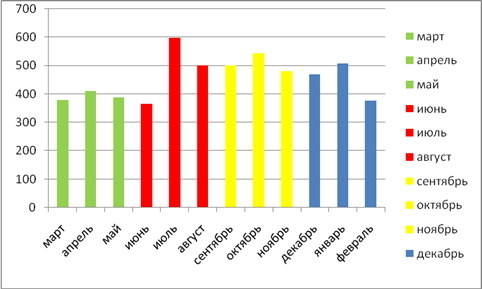 700
600
500
400
300
200
100
0
март
апрель
май
июнь
июль
август
сентябрь
октябрь
ноябрь
декабрь
январь
февраль
март
апрель
май
июнь
июль
август
сентябрь
октябрь
ноябрь
декабрь